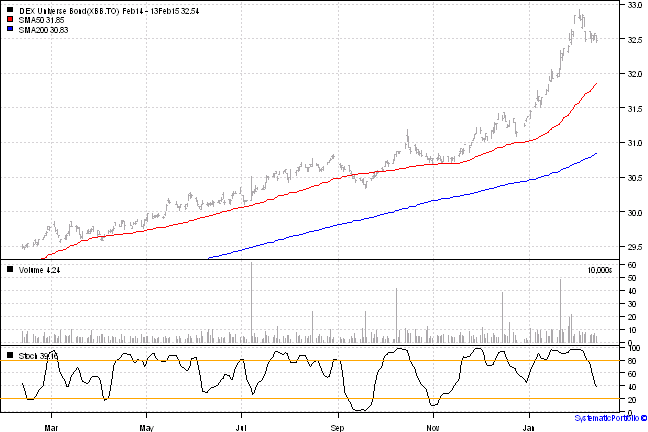 DEX Universe Bond(XBB.TO) Feb14 - 13Feb15 32.54
SMA50 31.85
SMA200 30.83
33.0
32.5
32.0
31.5
31.0
30.5
30.0
29.5
Volume 4.24
10,000s
60
50
40
30
20
10
0
Stoch 39.16
100
80
60
40
20
0
Mar May Jul Sep Nov Jan
SystematicPortfolio ©